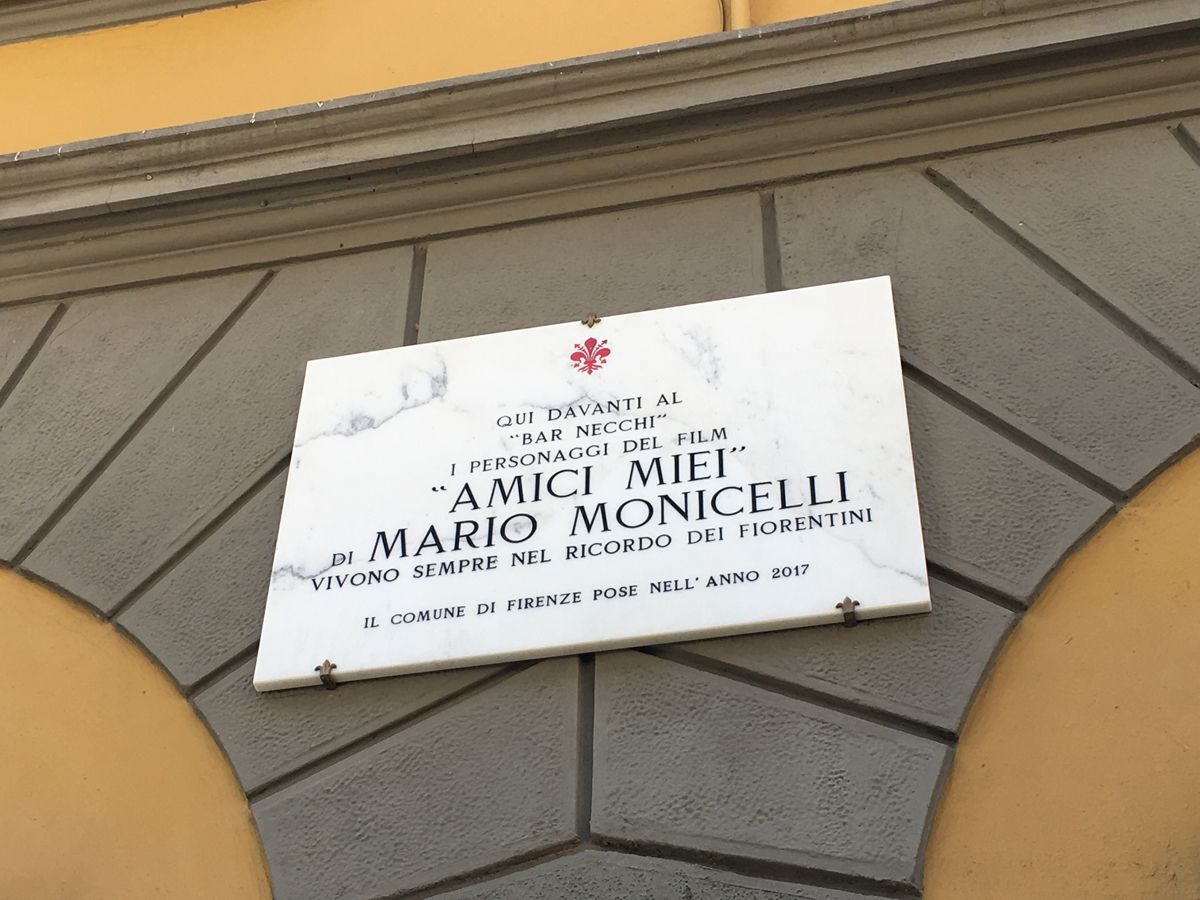 QUI DAVANTI AL
"BAR NECCHI"
I PERSONAGGI DEL FILM
"AMICI MIEI"
DI MARIO MONICELLI
VIVONO SEMPRE NEL RICORDO DEI FIORENTINI
IL COMUNE DI FIRENZE POSE NELL'ANNO 2017